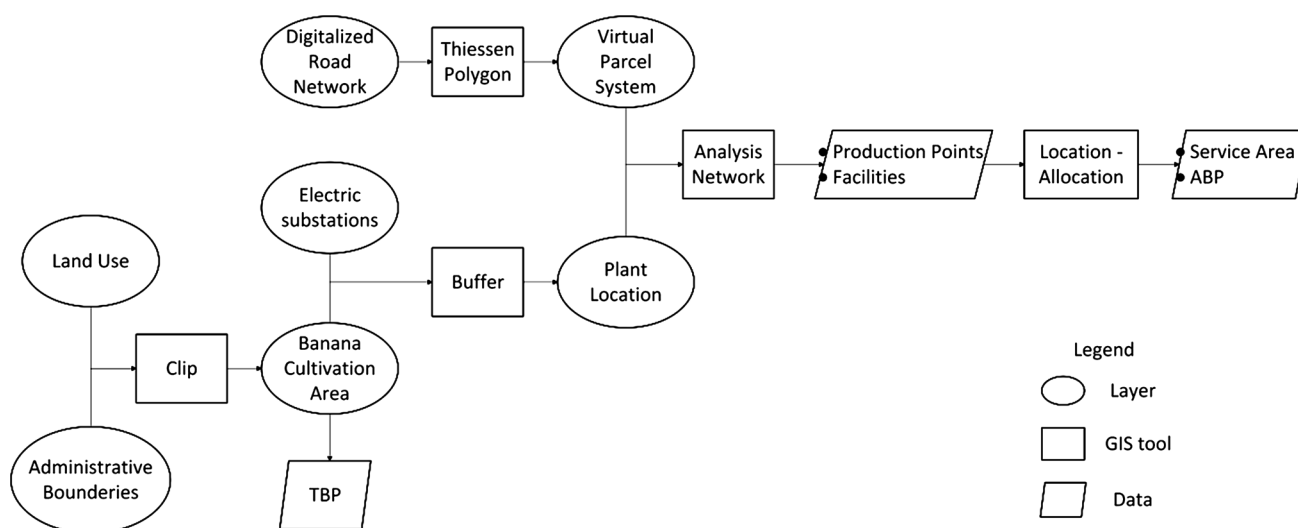 Digitalized
Road
Network
Thiessen
Polygon
Virtual
Parcel
System
Analysis
Network
Production Points
Facilities
Location -
Allocation
Service Area
ABP
Electric
substations
Land Use
Buffer
Plant
Location
Clip
Banana
Cultivation
Area
Administrative
Bounderies
TBP
Legend
Layer
GIS tool
Data